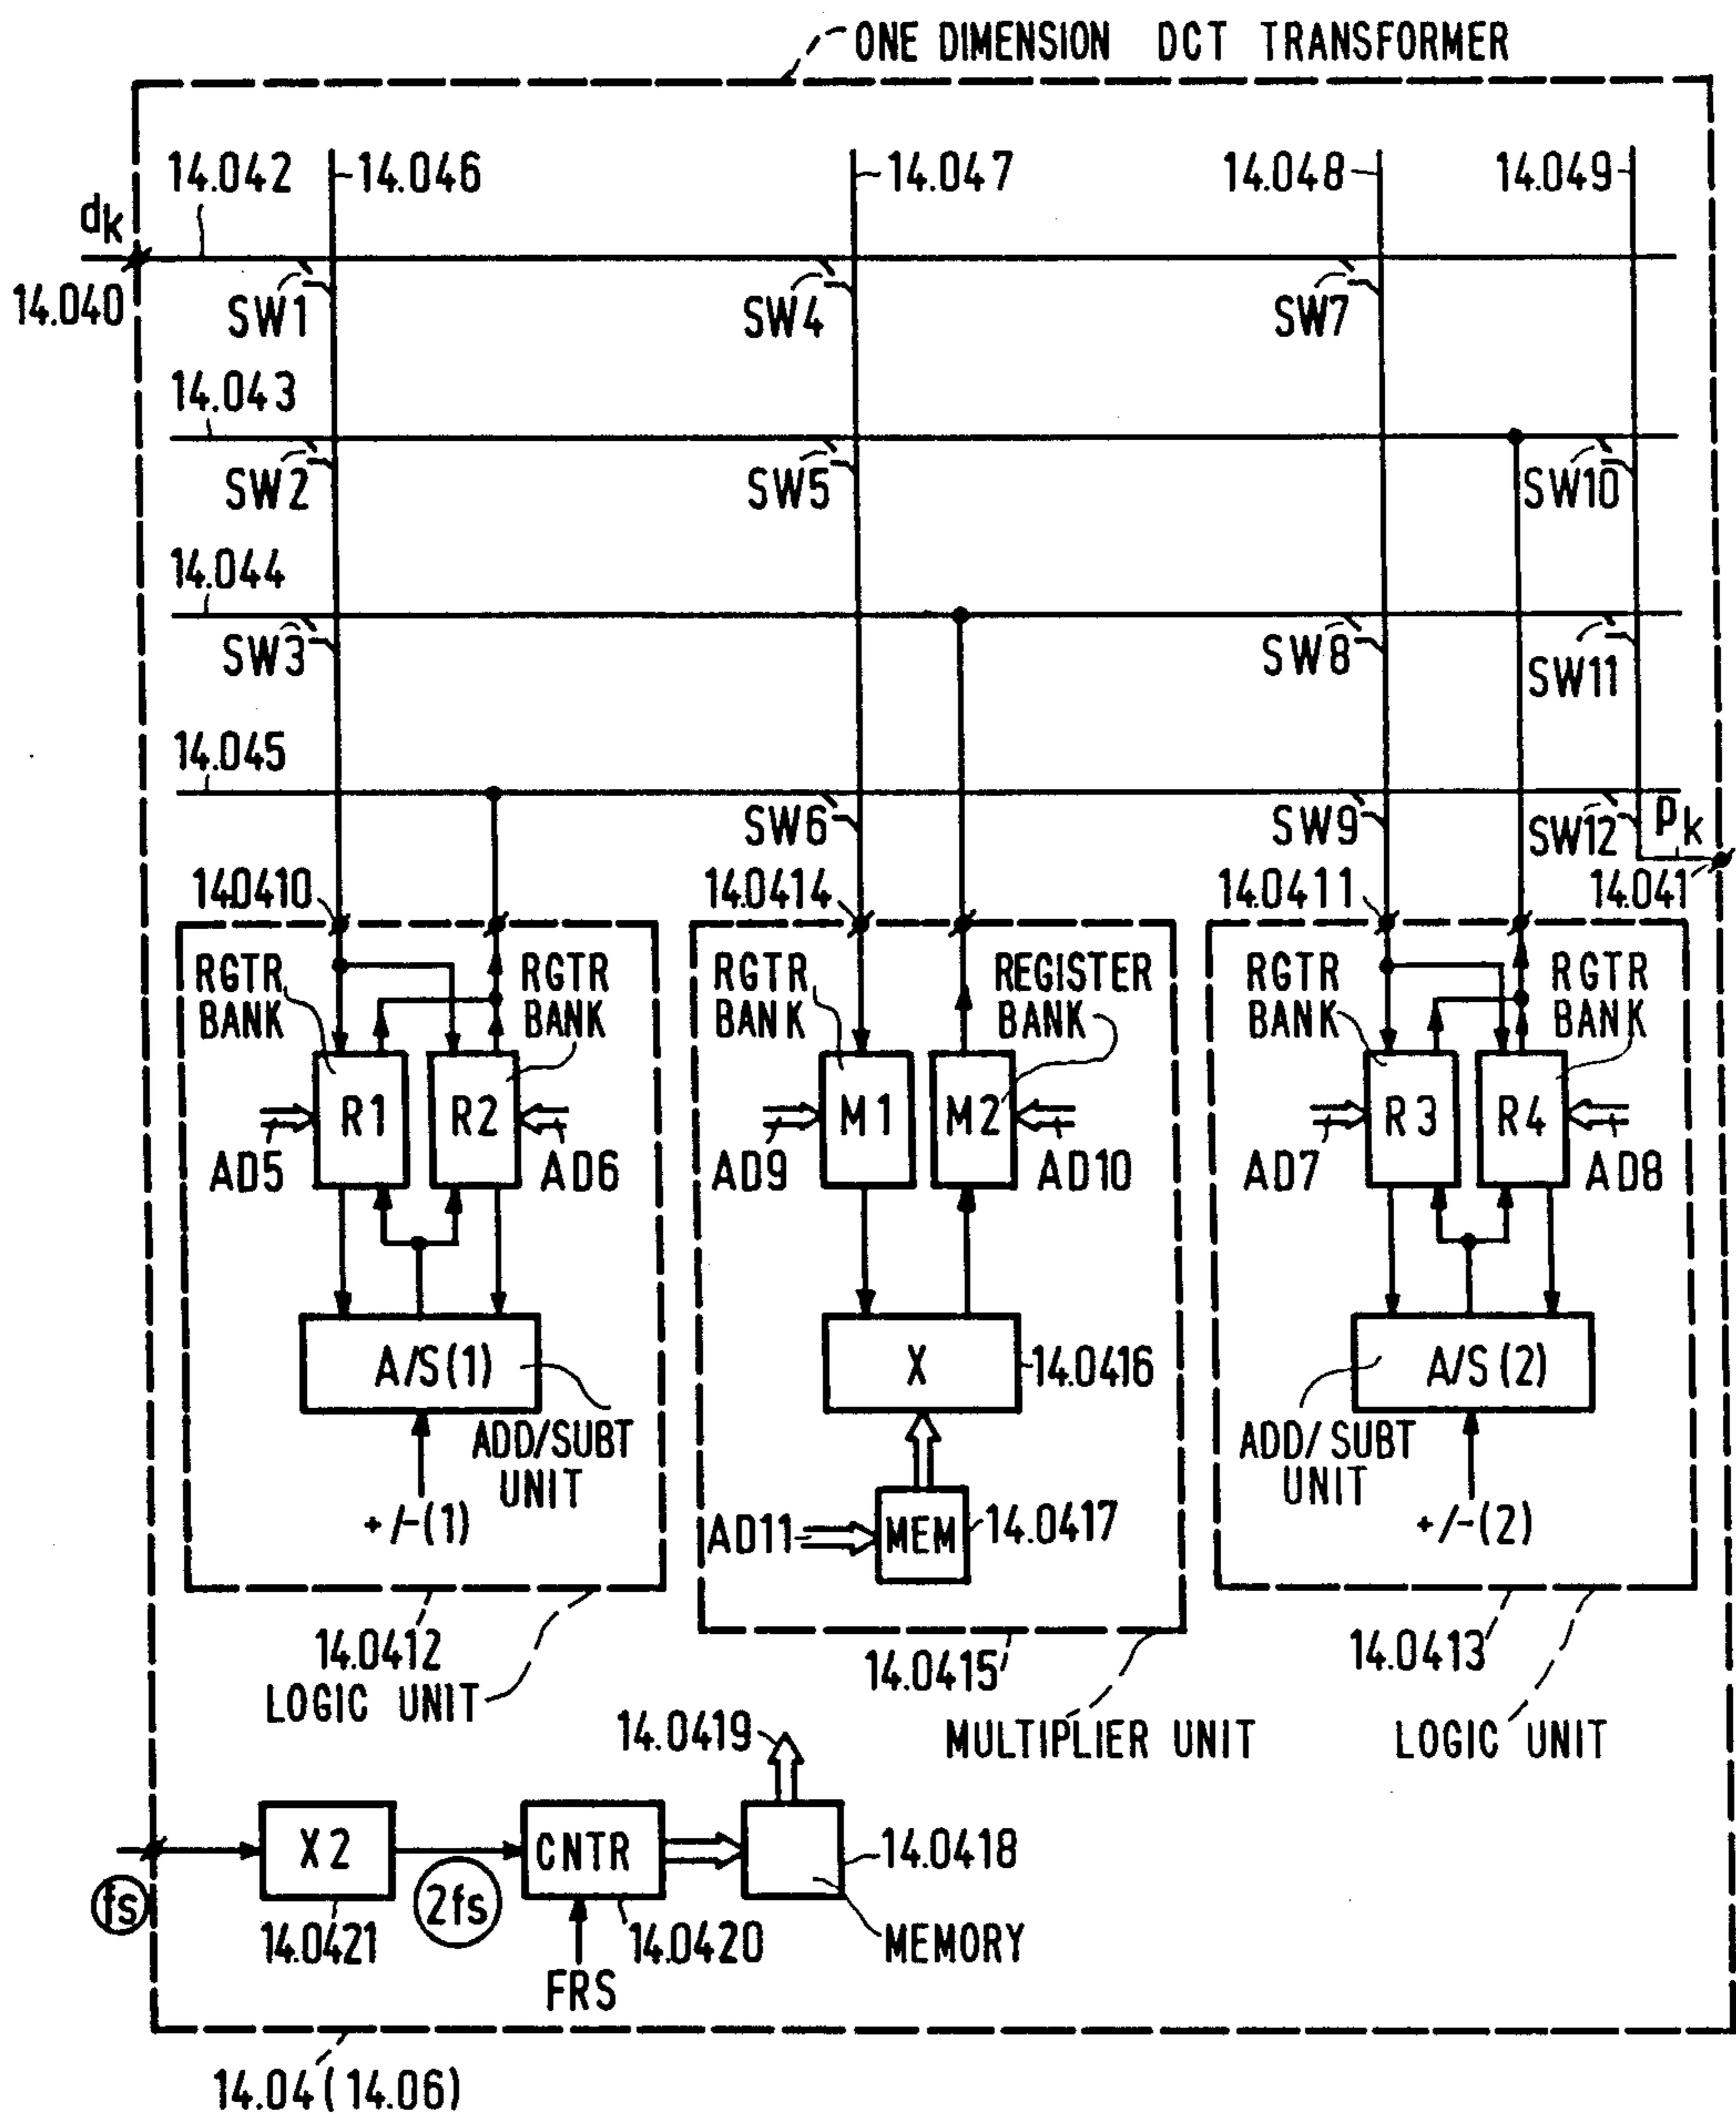 ONE DIMENSION DCT TRANSFORMER
14.042
14.046
14.047
14.048
14.049
dk
14.040
SW1
SW4
SW7
14.043
SW2
SW5
SW10
14.044
SW3
SW8
SW11
14.045
SW6
SW9
SW12
Pk
14.0410
14.0414
14.0411
14.041
RGTR BANK
RGTR BANK
RGTR BANK
REGISTER BANK
RGTR BANK
RGTR BANK
R1
R2
M1
M2
R3
R4
AD5
AD6
AD9
AD10
AD7
AD8
A/S(1)
X
14.0416
A/S(2)
ADD/SUBT UNIT
ADD/SUBT UNIT
+/-(1)
AD11
MEM
14.0417
+/-(2)
14.0412
LOGIC UNIT
14.0415
MULTIPLIER UNIT
14.0413
LOGIC UNIT
14.0419
X2
CNTR
14.0418
fs
2fs
14.0421
14.0420
MEMORY
FRS
14.04(14.06)